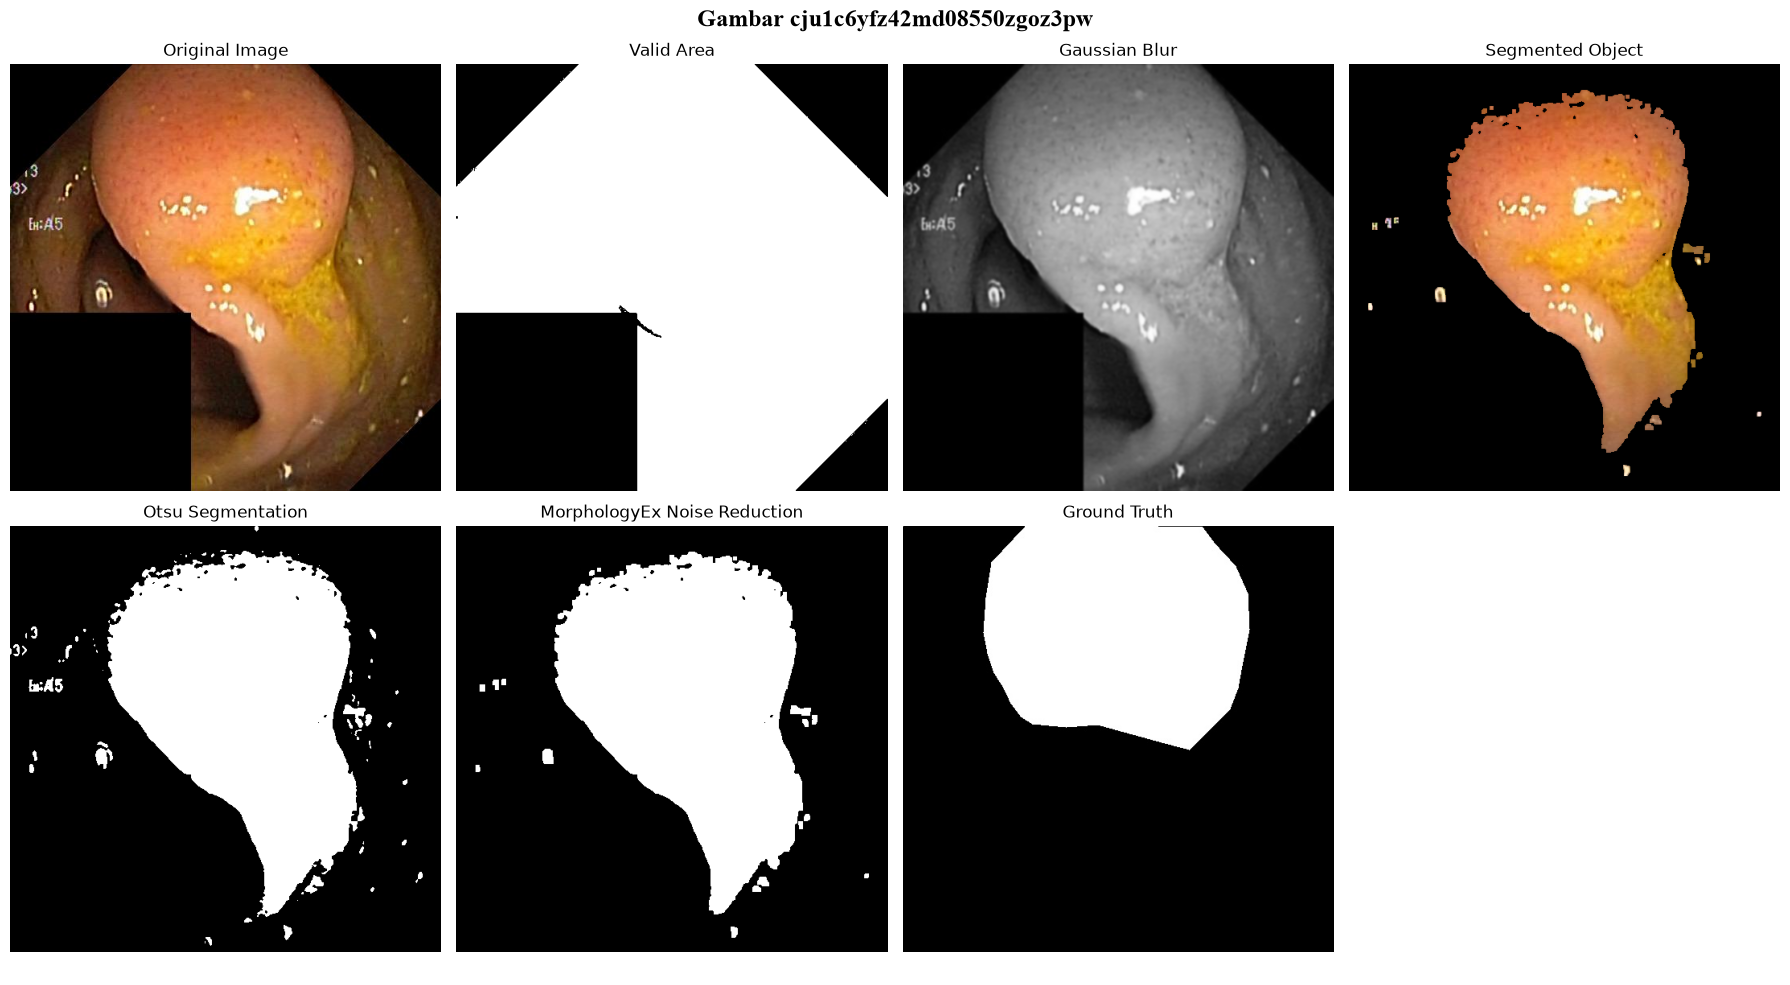 Gambar cju1c6yfz42md08550zgoz3pw
Original Image
Valid Area
Gaussian Blur
Segmented Object
Otsu Segmentation
MorphologyEx Noise Reduction
Ground Truth